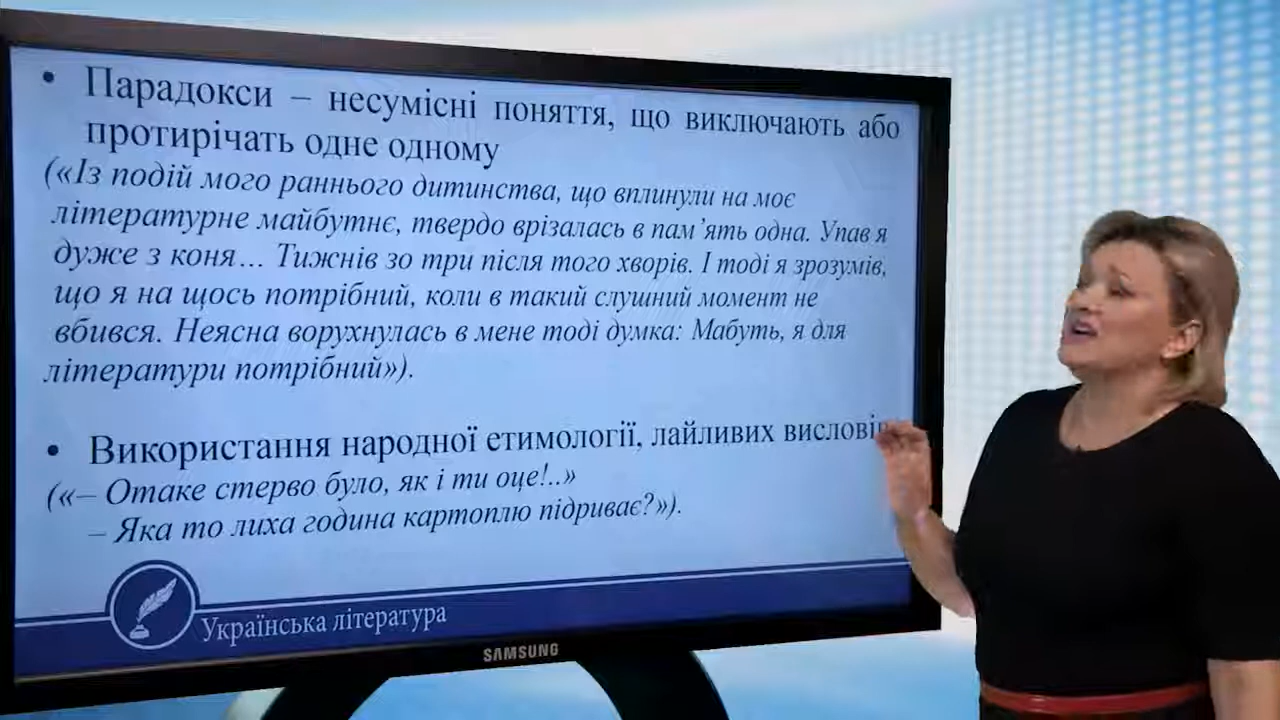 • Парадокси – несумісні поняття, що виключають або
протирічать одне одному
(«Із подій мого раннього дитинства, що вплинули на моє
літературне майбутнє, твердо врізалась в пам’ять одна. Упав я
дуже з коня… Тижнів зо три після того хворів. І тоді я зрозумів,
що я на щось потрібний, коли в такий слушний момент не
вбився. Неясна ворухнулась в мене тоді думка: Мабуть, я для
літератури потрібний»).
• Використання народної етимології, лайливих висловів
(«– Отаке стерво було, як і ти оце!..»
– Яка то лиха година картоплю підриває?»).
Українська література
SAMSUNG